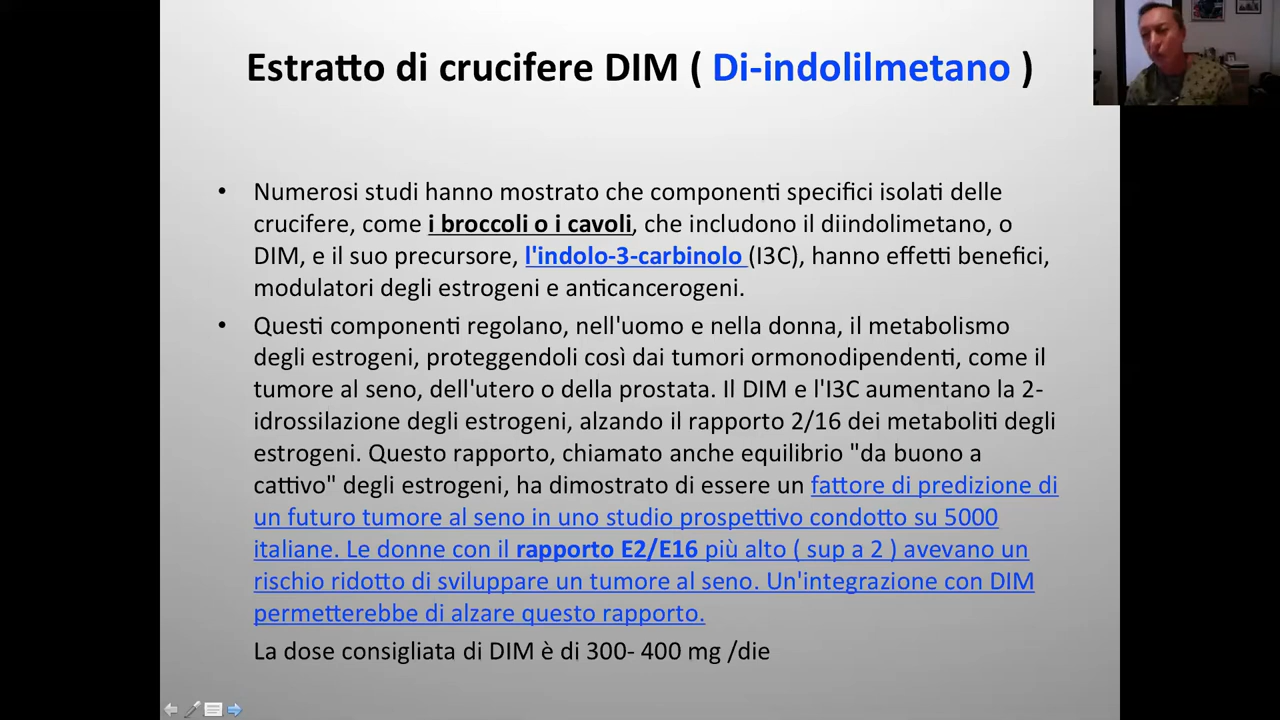 Estratto di crucifere DIM ( Di-indolilmetano )
• Numerosi studi hanno mostrato che componenti specifici isolati delle
crucifere, come i broccoli o i cavoli, che includono il diindolimetano, o
DIM, e il suo precursore, l'indolo-3-carbinolo (I3C), hanno effetti benefici,
modulatori degli estrogeni e anticancerogeni.
• Questi componenti regolano, nell'uomo e nella donna, il metabolismo
degli estrogeni, proteggendoli così dai tumori ormonodipendenti, come il
tumore al seno, dell'utero o della prostata. Il DIM e l'I3C aumentano la 2-
idrossilazione degli estrogeni, alzando il rapporto 2/16 dei metaboliti degli
estrogeni. Questo rapporto, chiamato anche equilibrio "da buono a
cattivo" degli estrogeni, ha dimostrato di essere un fattore di predizione di
un futuro tumore al seno in uno studio prospettivo condotto su 5000
italiane. Le donne con il rapporto E2/E16 più alto ( sup a 2 ) avevano un
rischio ridotto di sviluppare un tumore al seno. Un'integrazione con DIM
permetterebbe di alzare questo rapporto.
La dose consigliata di DIM è di 300- 400 mg /die